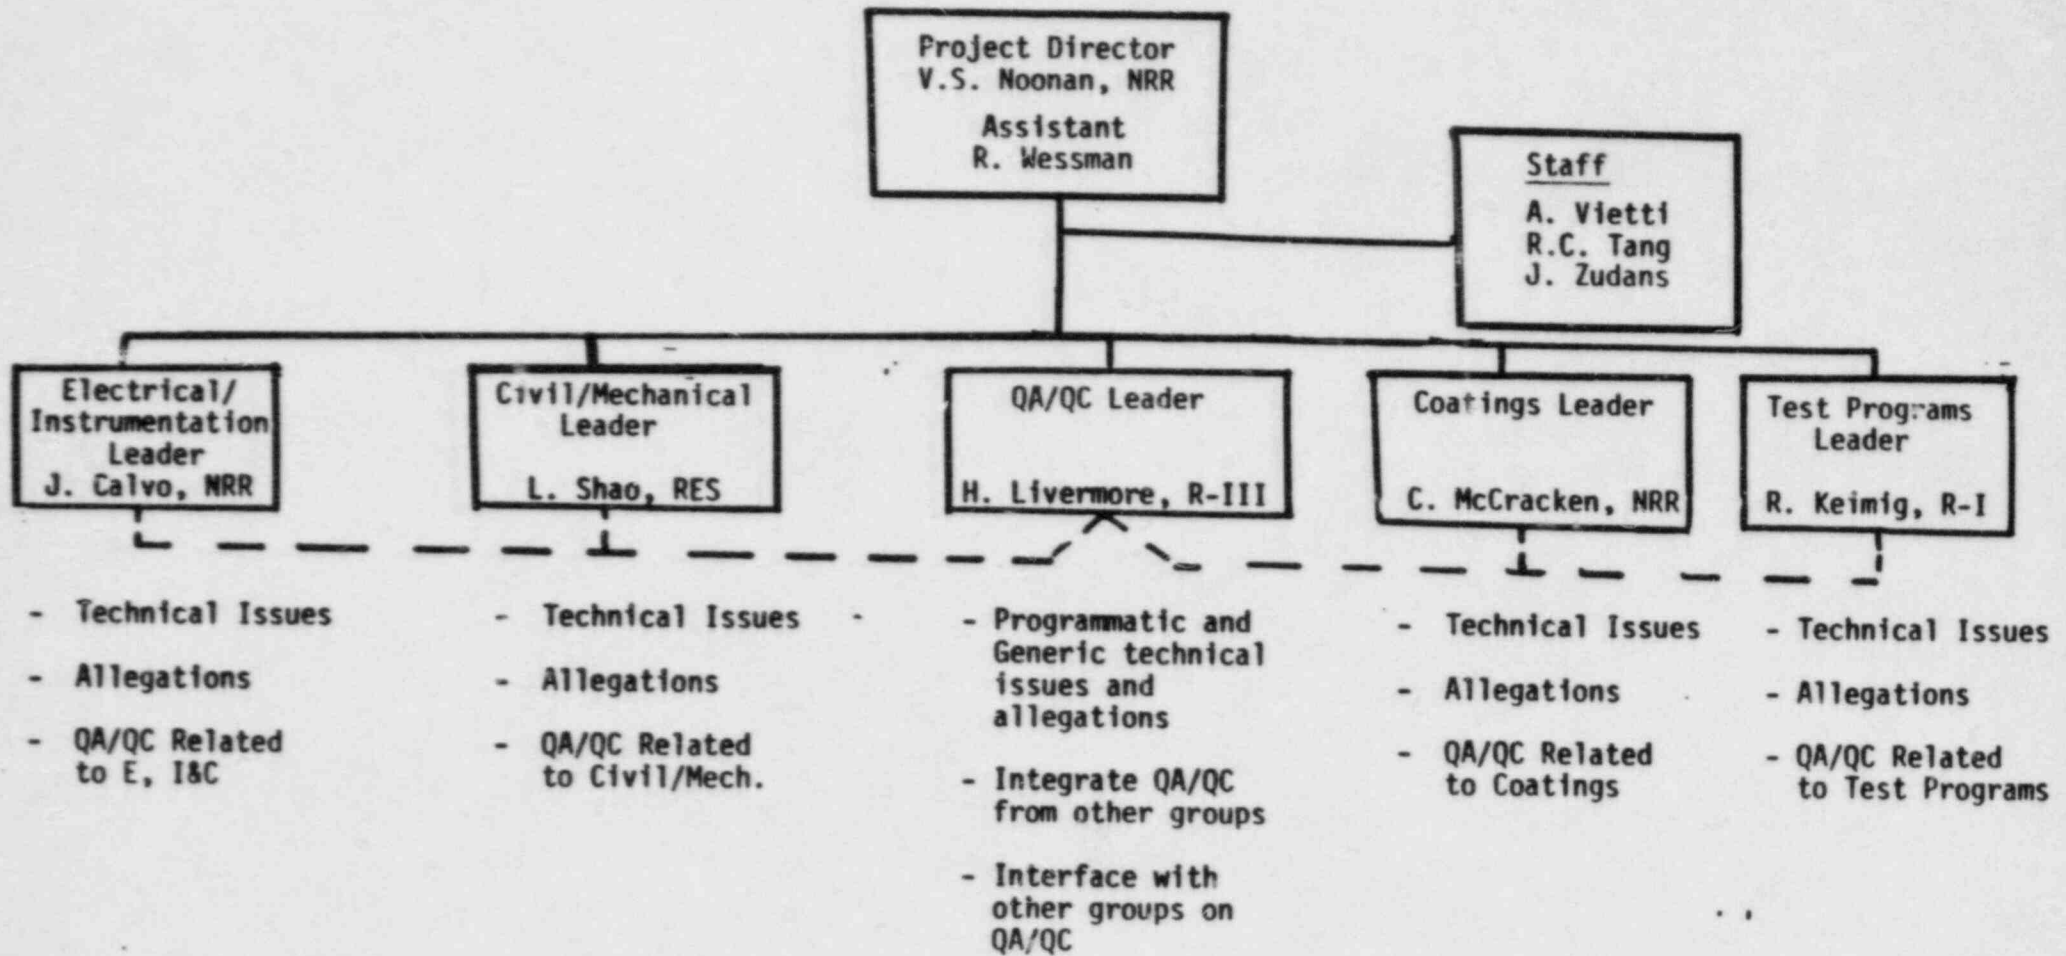 Project Director
V.S. Noonan, NRR
Assistant
R. Wessman
Staff
A. Vietti
R.C. Tang
J. Zudans
Electrical/
Instrumentation
Leader
J. Calvo, NRR
Civil/Mechanical
Leader
L. Shao, RES
QA/QC Leader
H. Livermore, R-III
Coatings Leader
C. McCracken, NRR
Test Programs
Leader
R. Keimig, R-I
- Technical Issues
- Allegations
- QA/QC Related
to E, I&C
- Technical Issues
- Allegations
- QA/QC Related
to Civil/Mech.
- Programmatic and
Generic technical
issues and
allegations
- Integrate QA/QC
from other groups
- Interface with
other groups on
QA/QC
- Technical Issues
- Allegations
- QA/QC Related
to Coatings
- Technical Issues
- Allegations
- QA/QC Related
to Test Programs